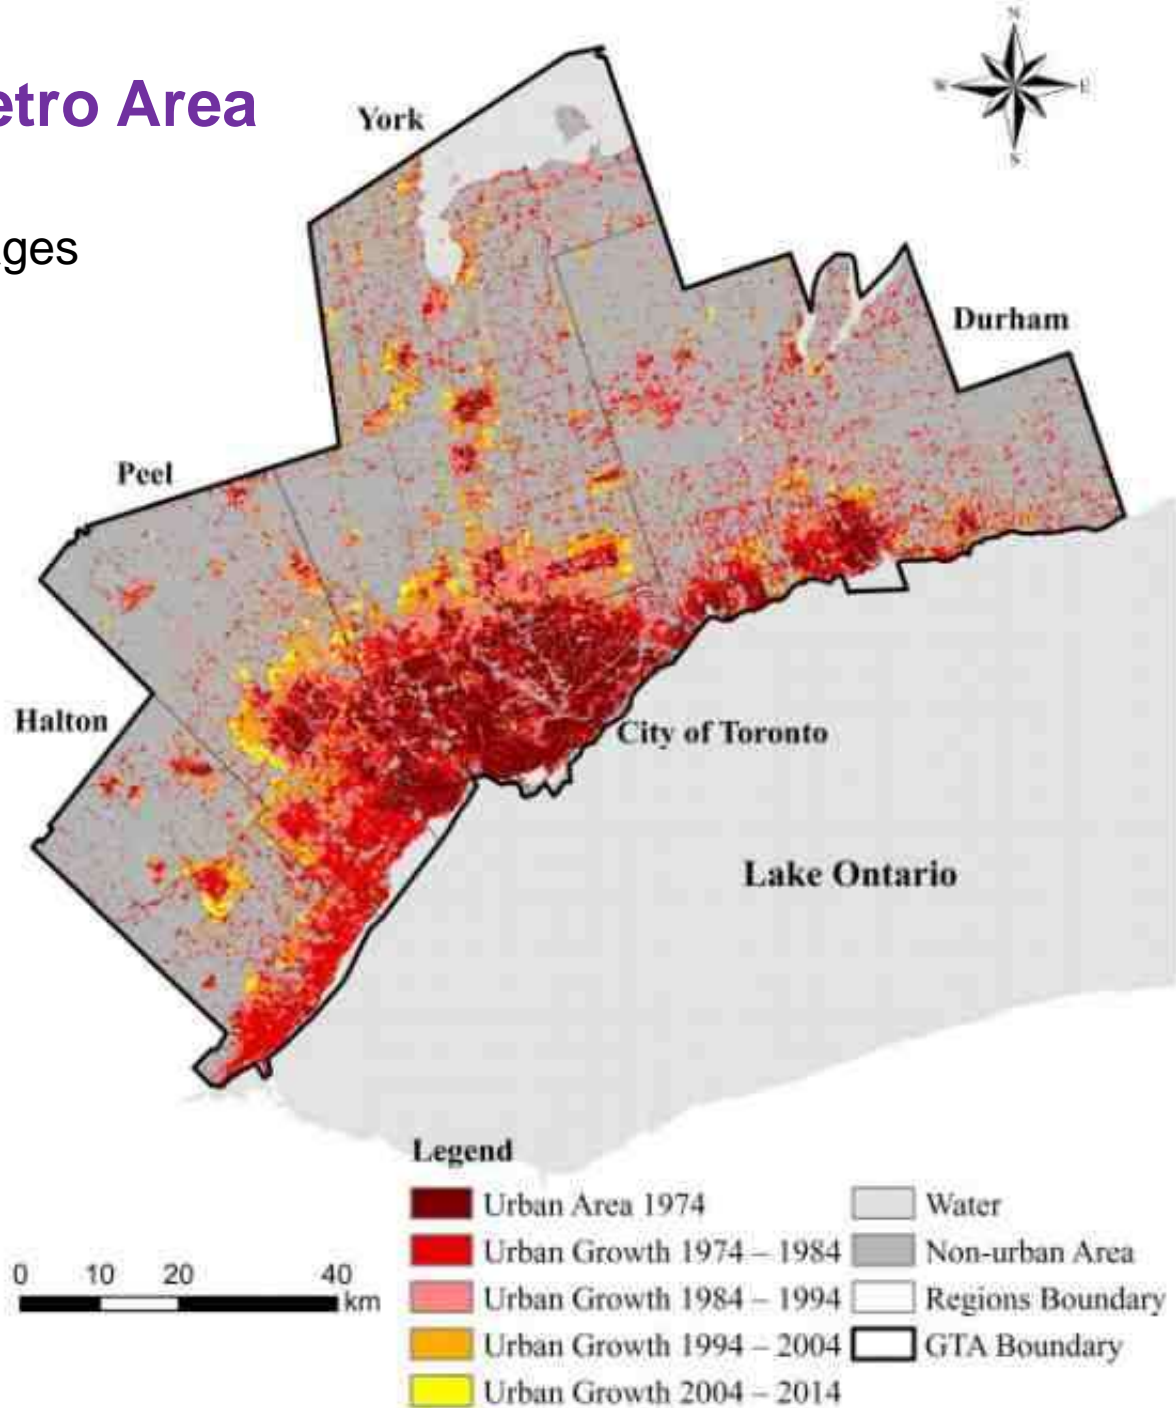 etro Area
ges
N
W
E
S
York
Durham
Peel
Halton
City of Toronto
Lake Ontario
Legend
Urban Area 1974
Urban Growth 1974 – 1984
Urban Growth 1984 – 1994
Urban Growth 1994 – 2004
Urban Growth 2004 – 2014
Water
Non-urban Area
Regions Boundary
GTA Boundary
0 10 20 40
km